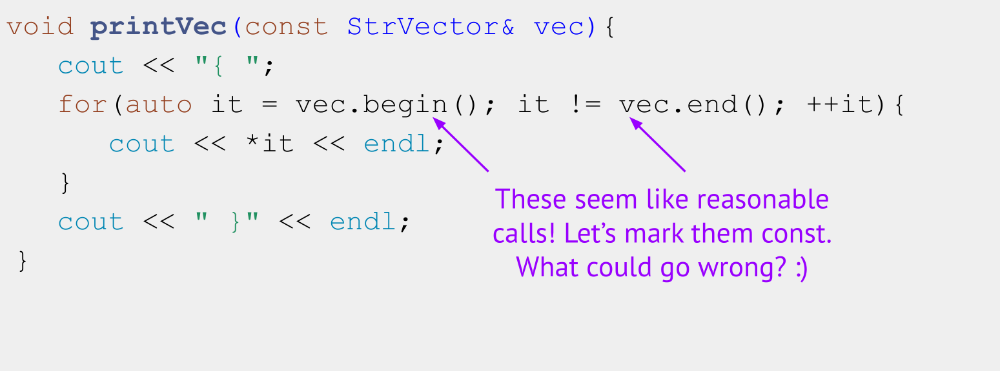 void printVec(const StrVector& vec){
   cout << "{ ";
   for(auto it = vec.begin(); it != vec.end(); ++it){
      cout << *it << endl;
   }
   cout << " }" << endl;
}
These seem like reasonable
calls! Let’s mark them const.
What could go wrong? :)